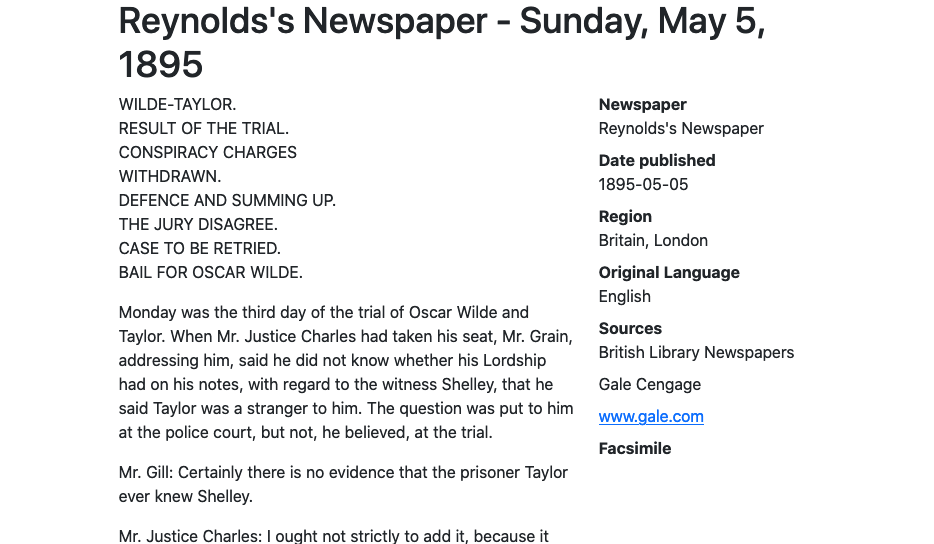 Reynolds's Newspaper - Sunday, May 5,
1895
WILDE-TAYLOR.
RESULT OF THE TRIAL.
CONSPIRACY CHARGES
WITHDRAWN.
DEFENCE AND SUMMING UP.
THE JURY DISAGREE.
CASE TO BE RETRIED.
BAIL FOR OSCAR WILDE.
Monday was the third day of the trial of Oscar Wilde and
Taylor. When Mr. Justice Charles had taken his seat, Mr. Grain,
addressing him, said he did not know whether his Lordship
had on his notes, with regard to the witness Shelley, that he
said Taylor was a stranger to him. The question was put to him
at the police court, but not, he believed, at the trial.
Mr. Gill: Certainly there is no evidence that the prisoner Taylor
ever knew Shelley.
Mr. Justice Charles: I ought not strictly to add it, because it
Newspaper
Reynolds's Newspaper
Date published
1895-05-05
Region
Britain, London
Original Language
English
Sources
British Library Newspapers
Gale Cengage
www.gale.com
Facsimile